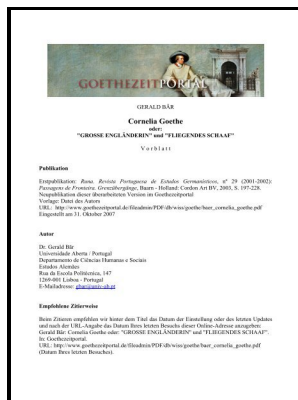 GOETHEZEITPORTAL
GERALD BÄR
Cornelia Goethe
oder:
"GROSSE ENGLÄNDERIN" und "FLIEGENDES SCHAAF"
Vorblatt
Publikation
Erstpublikation: Runa. Revista Portuguesa de Estudos Germanísticos, nº 29 (2001-2002):
Passagens de Fronteira. Grenzübergänge, Baarn - Holland: Cordon Art BV, 2003, S. 197-228.
Neupublikation dieser überarbeiteten Version im Goethezeitportal
Vorlage: Datei des Autors
URL: http://www.goethezeitportal.de/fileadmin/PDF/db/wiss/goethe/baer_cornelia_goethe.pdf
Eingestellt am 31. Oktober 2007
Autor
Dr. Gerald Bär
Universidade Aberta / Portugal
Departamento de Ciências Humanas e Sociais
Estudos Alemães
Rua da Escola Politécnica, 147
1269-001 Lisboa - Portugal
E-Mailadresse: gbar@univ-ab.pt
Empfohlene Zitierweise
Beim Zitieren empfehlen wir hinter dem Titel das Datum der Einstellung oder des letzten Updates
und nach der URL-Angabe das Datum Ihres letzten Besuchs dieser Online-Adresse anzugeben:
Gerald Bär: Cornelia Goethe oder: "GROSSE ENGLÄNDERIN" und "FLIEGENDES SCHAAF".
In: Goethezeitportal.
URL: http://www.goethezeitportal.de/fileadmin/PDF/db/wiss/goethe/baer_cornelia_goethe.pdf
(Datum Ihres letzten Besuches).